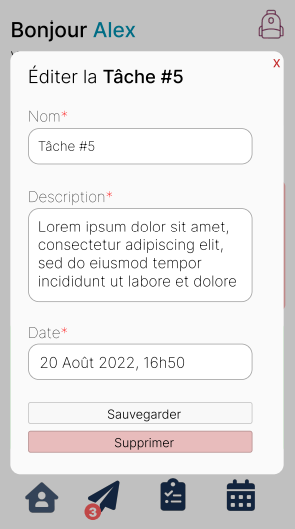 Bonjour Alex
x
Éditer la Tâche #5
Nom*
Tâche #5
Description*
Lorem ipsum dolor sit amet,
consectetur adipiscing elit,
sed do eiusmod tempor
incididunt ut labore et dolore
Date*
20 Août 2022, 16h50
Sauvegarder
Supprimer
3